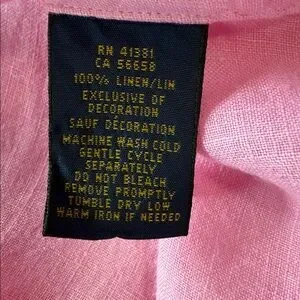 RN 41381
CA 56658
100% LINEN/LIN
EXCLUSIVE OF
DECORATION
SAUF DÉCORATION
MACHINE WASH COLD
GENTLE CYCLE
SEPARATELY
DO NOT BLEACH
REMOVE PROMPTLY
TUMBLE DRY LOW
WARM IRON IF NEEDED